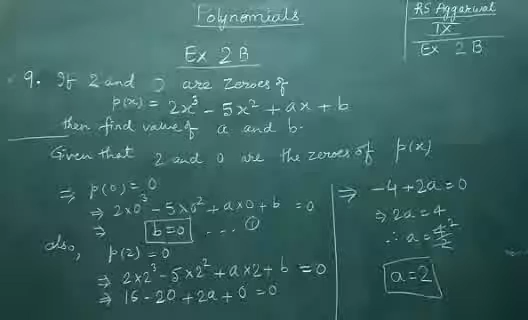 Polynomials
RS Aggarwal
IX
Ex 2B
Ex 2B
9. If 2 and 0 are zeroes of
p(x) = 2x³ - 5x² + ax + b
then find value of a and b.
Given that 2 and 0 are the zeroes of p(x)
⇒ p(0) = 0
⇒ 2×0³ - 5×0² + a×0 + b = 0
⇒ b=0 ---- ①
also, p(2) = 0
⇒ 2×2³ - 5×2² + a×2 + b = 0
⇒ 16 - 20 + 2a + 0 = 0
⇒ -4 + 2a = 0
⇒ 2a = 4
∴ a = 4/2 2
a = 2